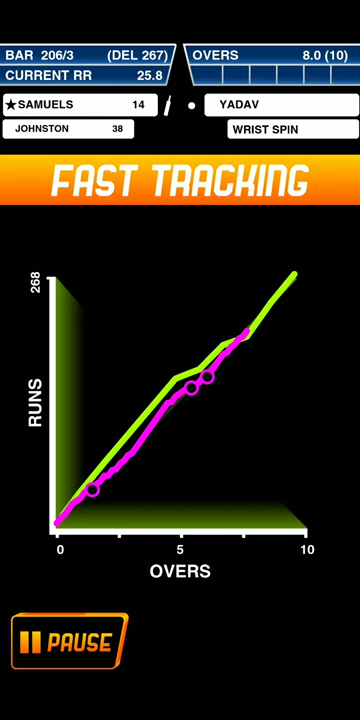 BAR 206/3 (DEL 267)
OVERS 8.0 (10)
CURRENT RR 25.8
★SAMUELS 14
YADAV
JOHNSTON 38
WRIST SPIN
FAST TRACKING
268
RUNS
0 5 10
OVERS
PAUSE